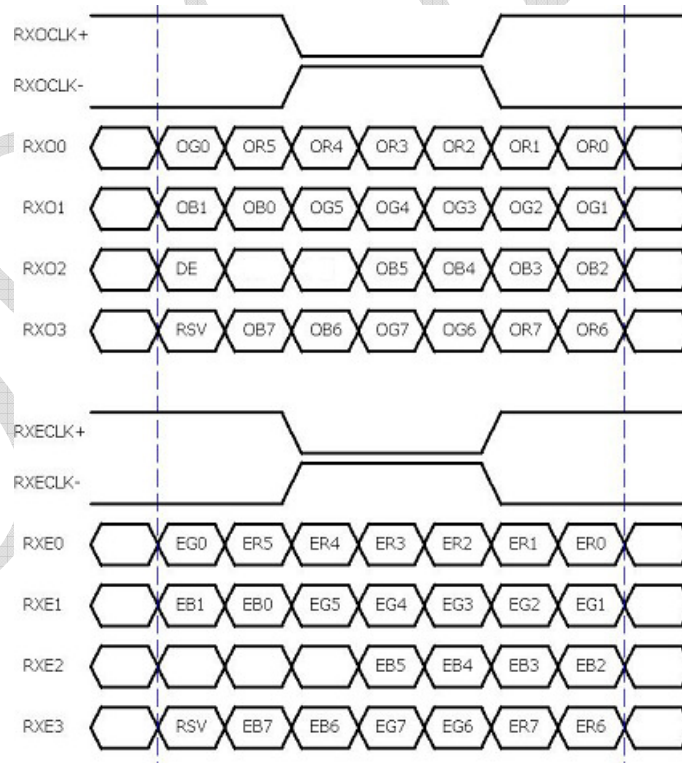 RXOCLK+
RXOCLK-
RXO0 OG0 OR5 OR4 OR3 OR2 OR1 OR0
RXO1 OB1 OB0 OG5 OG4 OG3 OG2 OG1
RXO2 DE OB5 OB4 OB3 OB2
RXO3 RSV OB7 OB6 OG7 OG6 OR7 OR6
RXECLK+
RXECLK-
RXE0 EG0 ER5 ER4 ER3 ER2 ER1 ER0
RXE1 EB1 EB0 EG5 EG4 EG3 EG2 EG1
RXE2 EB5 EB4 EB3 EB2
RXE3 RSV EB7 EB6 EG7 EG6 ER7 ER6